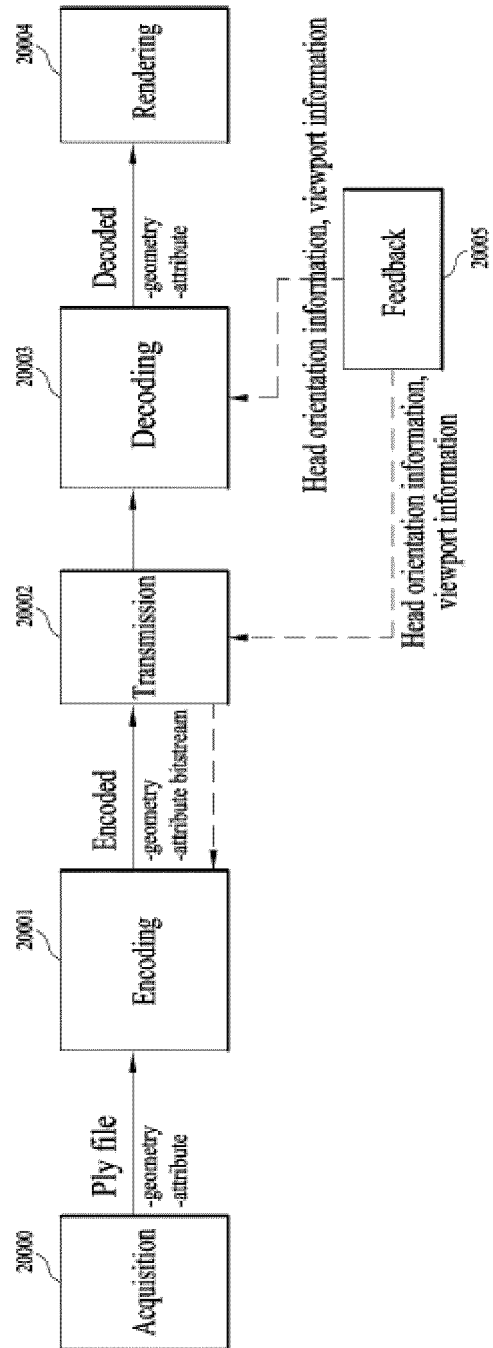 20000
Acquisition
Ply file
-geometry
-attribute
20001
Encoding
Encoded
-geometry
-attribute bitstream
20002
Transmission
20003
Decoding
Decoded
-geometry
-attribute
20004
Rendering
Head orientation information, viewport information
Feedback
20005
Head orientation information,
viewport information